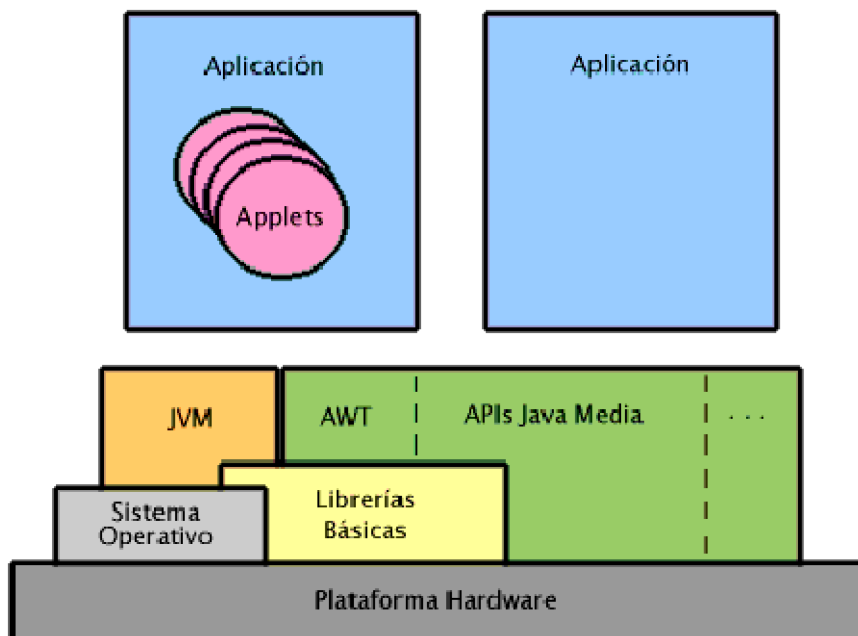 Aplicación
Aplicación
Applets
JVM
AWT
APIs Java Media
. . .
Librerías
Básicas
Sistema
Operativo
Plataforma Hardware